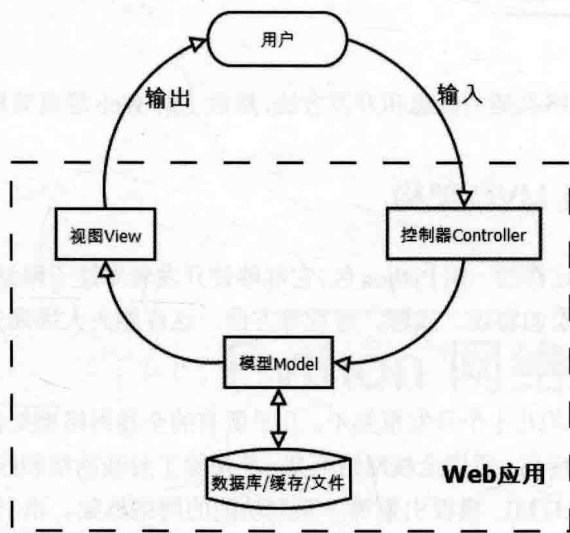 用户
输出
输入
视图View
控制器Controller
模型Model
数据库/缓存/文件
Web应用